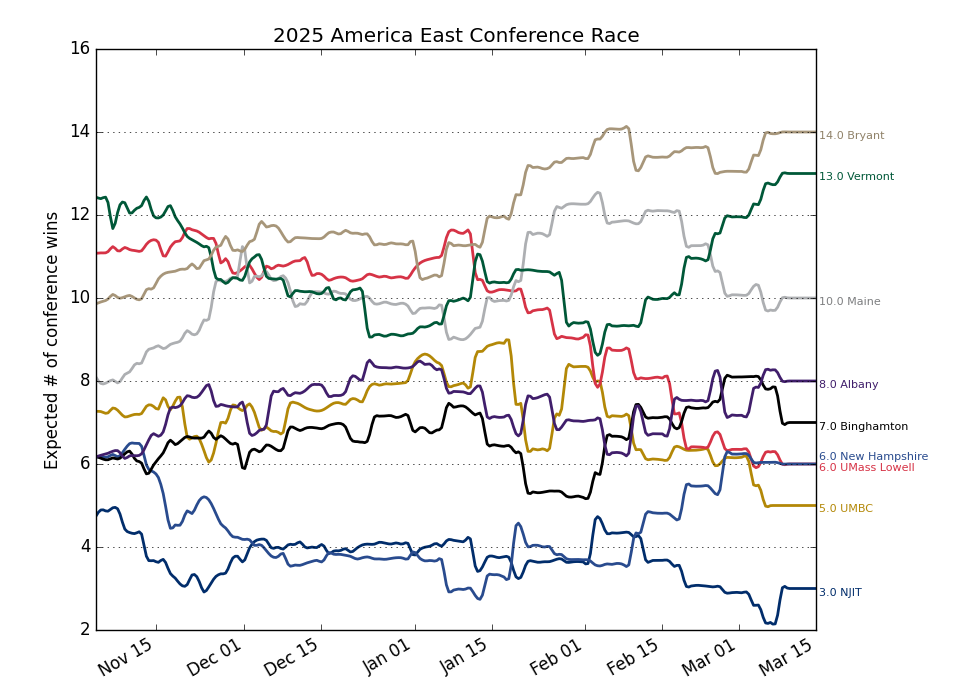 2025 America East Conference Race
Expected # of conference wins
16
14
12
10
8
6
4
2
14.0 Bryant
13.0 Vermont
10.0 Maine
8.0 Albany
7.0 Binghamton
6.0 New Hampshire
6.0 UMass Lowell
5.0 UMBC
3.0 NJIT
Nov 15
Dec 01
Dec 15
Jan 01
Jan 15
Feb 01
Feb 15
Mar 01
Mar 15